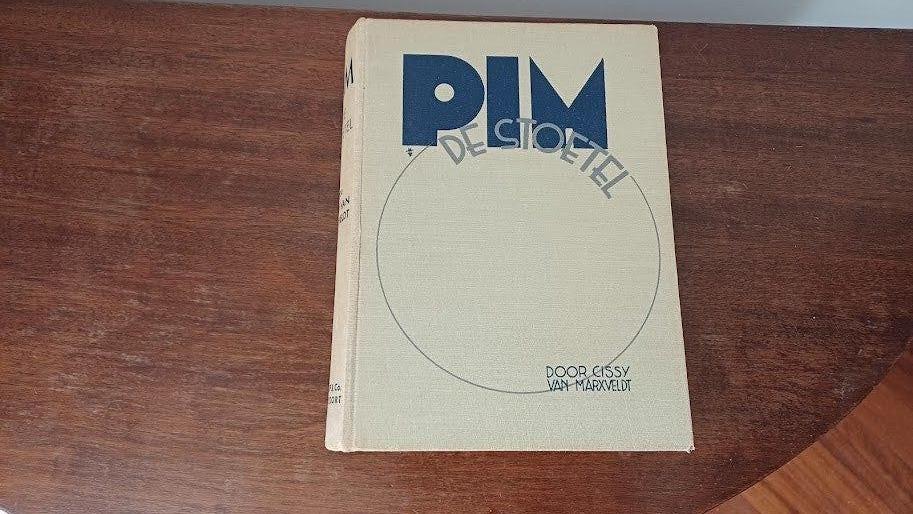 PIM
DE STOETEL
DOOR CISSY
VAN MARXVELDT